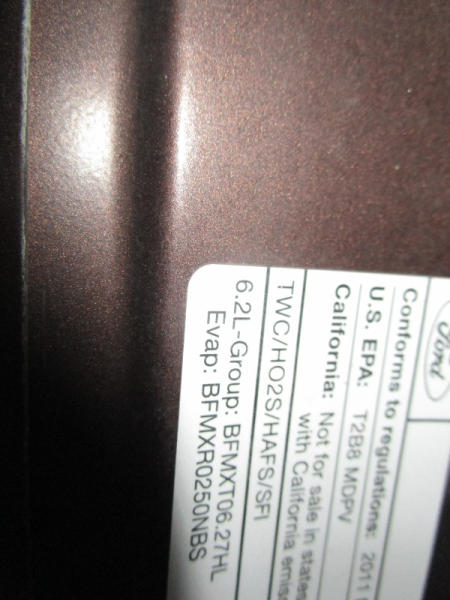 Ford
Conforms to regulations: 2011
U.S. EPA: T2B8 MDPV
California: Not for sale in states
with California emiss
TWC/HO2S/HAFS/SFI
6.2L-Group: BFMXT06.27HL
Evap: BFMXR0250NBS